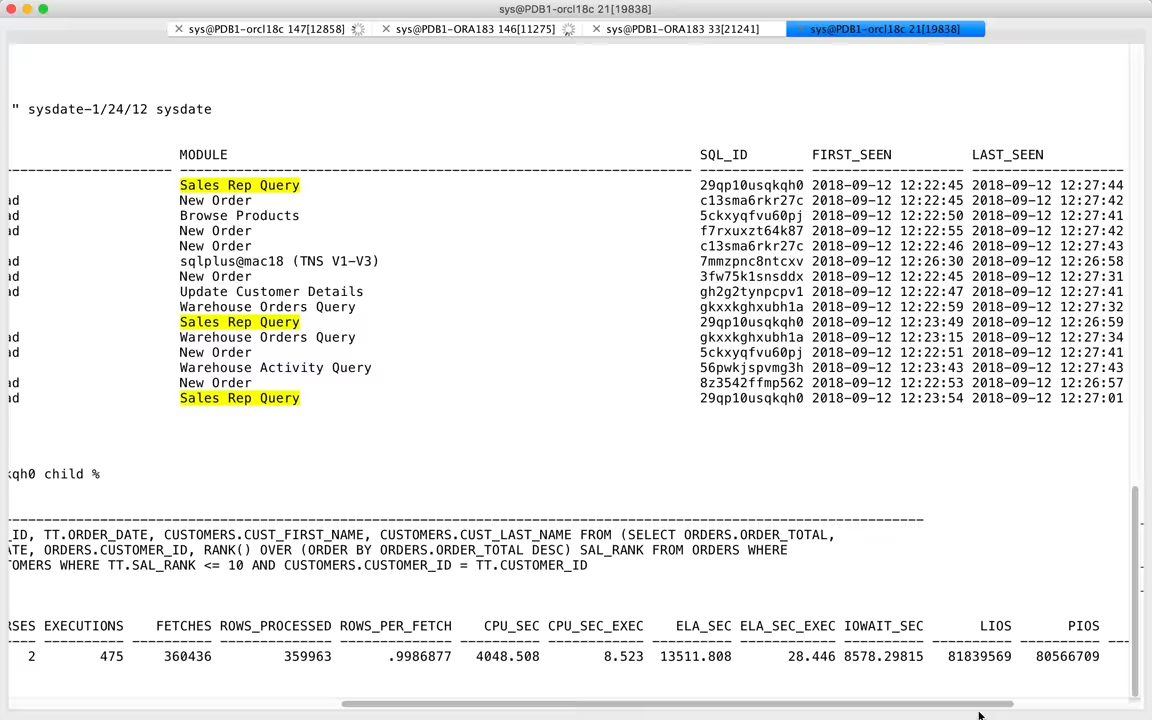 sys@PDB1-orcl18c 21[19838]
sys@PDB1-orcl18c 147[12858] sys@PDB1-ORA183 146[11275] sys@PDB1-ORA183 33[21241] sys@PDB1-orcl18c 21[19838]
" sysdate-1/24/12 sysdate
MODULE SQL_ID FIRST_SEEN LAST_SEEN
Sales Rep Query 29qp10usqkqh0 2018-09-12 12:22:45 2018-09-12 12:27:44
ad New Order c13sma6rkr27c 2018-09-12 12:22:45 2018-09-12 12:27:42
ad Browse Products 5ckxyqfvu60pj 2018-09-12 12:22:50 2018-09-12 12:27:41
ad New Order f7rxuxzt64k87 2018-09-12 12:22:55 2018-09-12 12:27:42
New Order c13sma6rkr27c 2018-09-12 12:22:46 2018-09-12 12:27:43
ad sqlplus@mac18 (TNS V1-V3) 7mmzpnc8ntcxv 2018-09-12 12:26:30 2018-09-12 12:26:58
ad New Order 3fw75k1snsddx 2018-09-12 12:22:45 2018-09-12 12:27:31
ad Update Customer Details gh2g2tynpcpv1 2018-09-12 12:22:47 2018-09-12 12:27:41
Warehouse Orders Query gkxxkghxubh1a 2018-09-12 12:22:59 2018-09-12 12:27:32
ad Sales Rep Query 29qp10usqkqh0 2018-09-12 12:23:49 2018-09-12 12:26:59
ad Warehouse Orders Query gkxxkghxubh1a 2018-09-12 12:23:15 2018-09-12 12:27:34
ad New Order 5ckxyqfvu60pj 2018-09-12 12:22:51 2018-09-12 12:27:41
Warehouse Activity Query 56pwkjspvmg3h 2018-09-12 12:23:43 2018-09-12 12:27:43
ad New Order 8z3542ffmp562 2018-09-12 12:22:53 2018-09-12 12:26:57
ad Sales Rep Query 29qp10usqkqh0 2018-09-12 12:23:54 2018-09-12 12:27:01
kqh0 child %
_ID, TT.ORDER_DATE, CUSTOMERS.CUST_FIRST_NAME, CUSTOMERS.CUST_LAST_NAME FROM (SELECT ORDERS.ORDER_TOTAL,
ATE, ORDERS.CUSTOMER_ID, RANK() OVER (ORDER BY ORDERS.ORDER_TOTAL DESC) SAL_RANK FROM ORDERS WHERE
TOMERS WHERE TT.SAL_RANK <= 10 AND CUSTOMERS.CUSTOMER_ID = TT.CUSTOMER_ID
RSES EXECUTIONS FETCHES ROWS_PROCESSED ROWS_PER_FETCH CPU_SEC CPU_SEC_EXEC ELA_SEC ELA_SEC_EXEC IOWAIT_SEC LIOS PIOS
2 475 360436 359963 .9986877 4048.508 8.523 13511.808 28.446 8578.29815 81839569 80566709